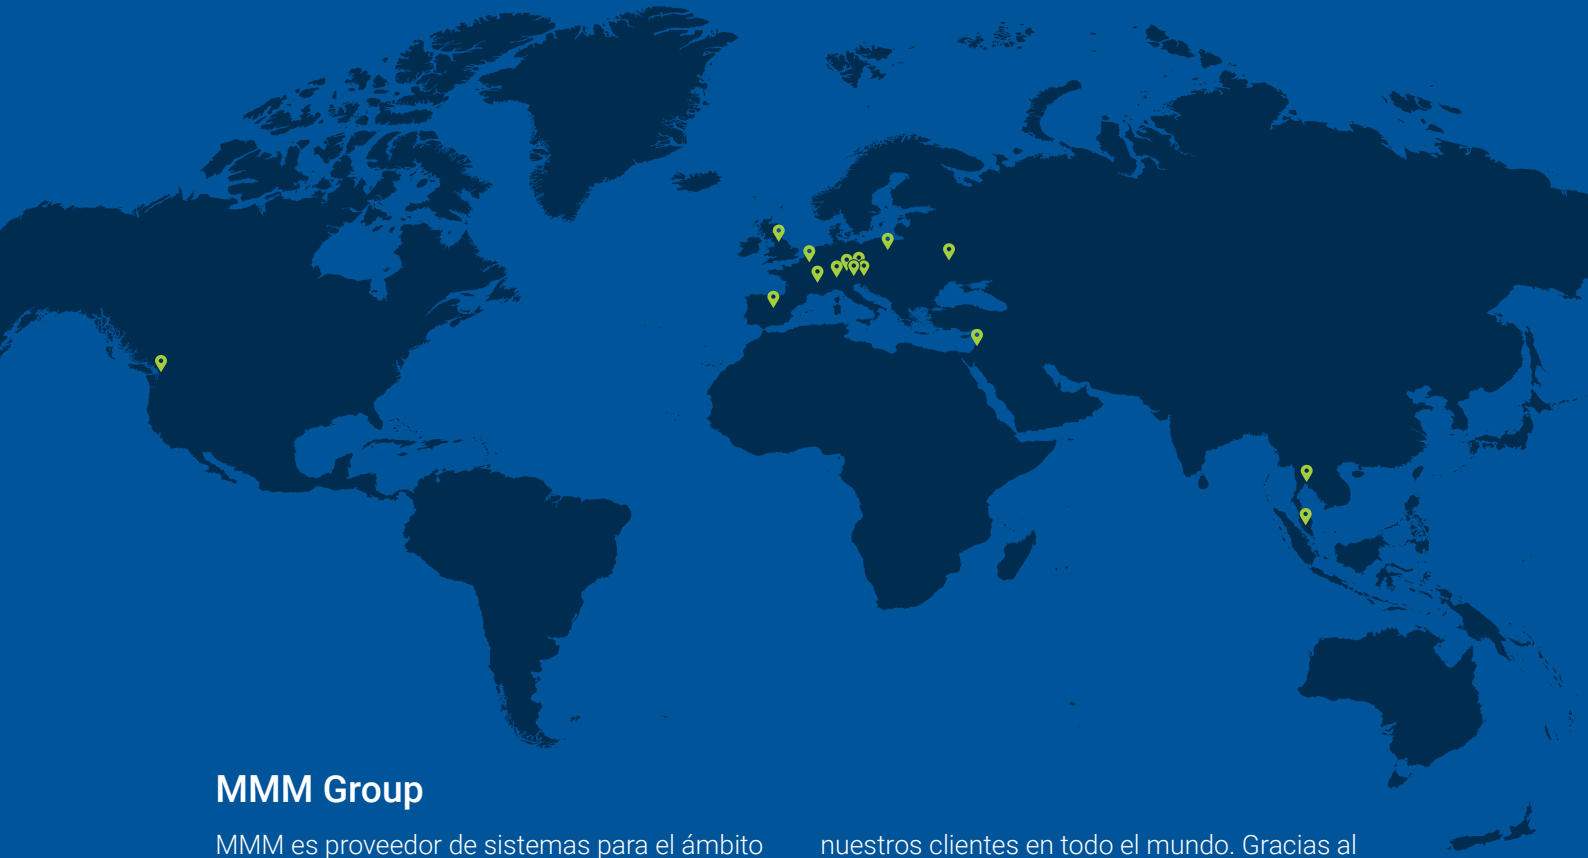 MMM Group
MMM es proveedor de sistemas para el ámbito
nuestros clientes en todo el mundo. Gracias al